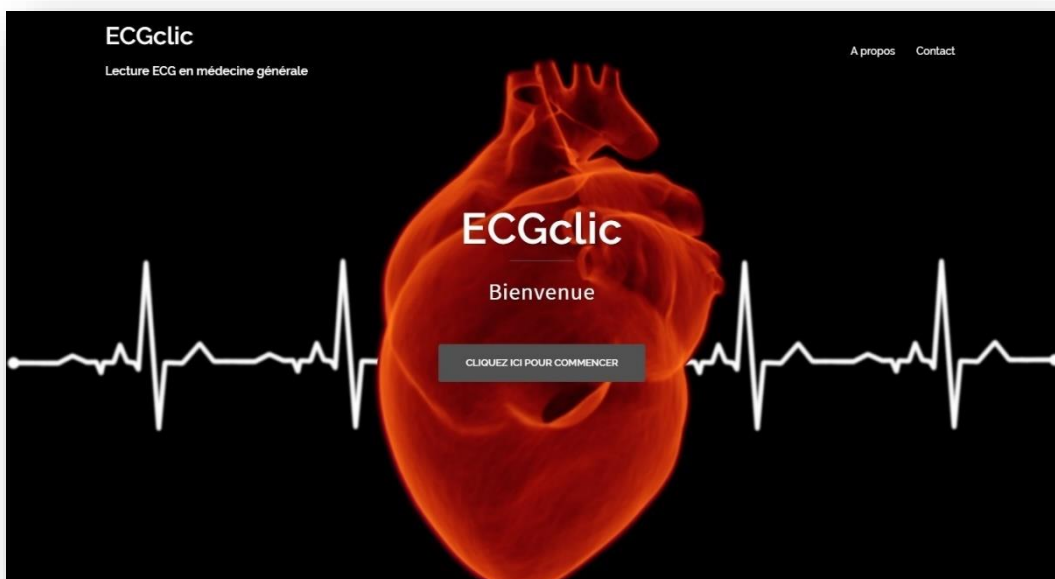 ECGclic
Lecture ECG en médecine générale
A propos
Contact
ECGclic
Bienvenue
CLIQUEZ ICI POUR COMMENCER